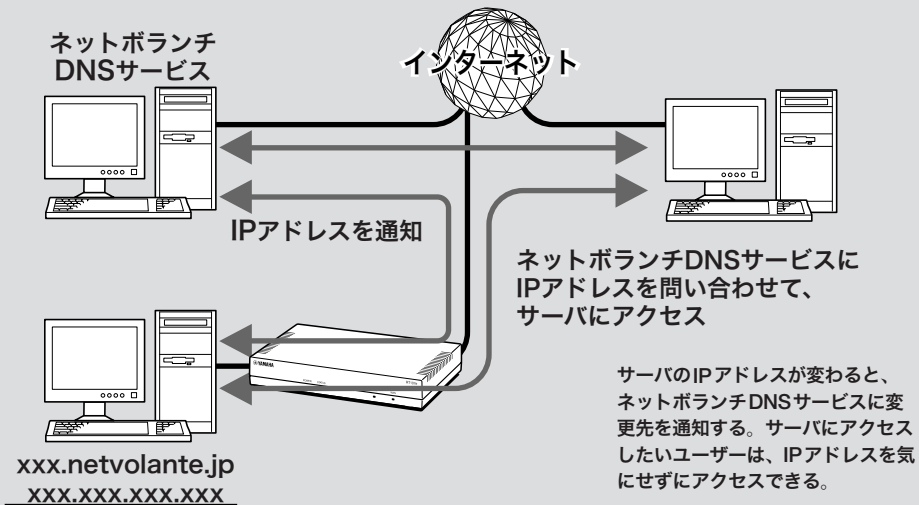 ネットボランチ
DNSサービス
インターネット
IPアドレスを通知
ネットボランチDNSサービスに
IPアドレスを問い合わせて、
サーバにアクセス
YAMAHA
サーバのIPアドレスが変わると、
ネットボランチDNSサービスに変
更先を通知する。サーバにアクセス
したいユーザーは、IPアドレスを気
にせずにアクセスできる。
xxx.netvolante.jp
xxx.xxx.xxx.xxx